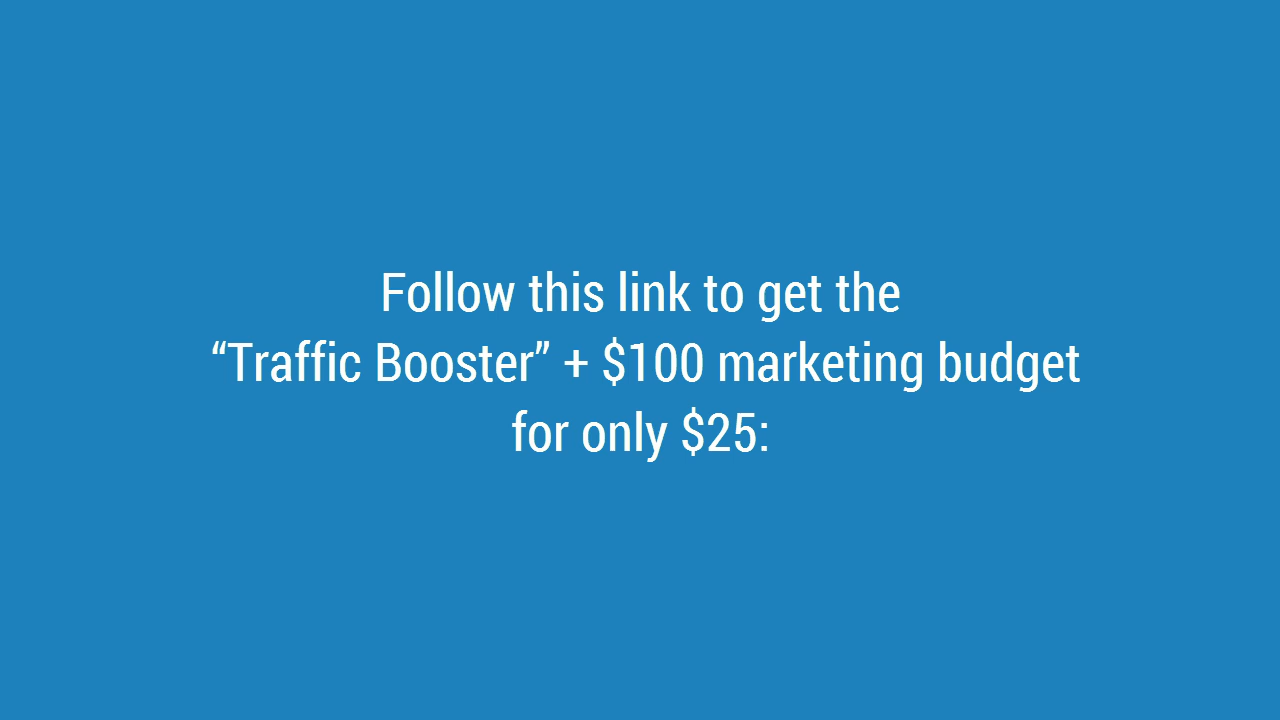 Follow this link to get the
“Traffic Booster” + $100 marketing budget
for only $25: